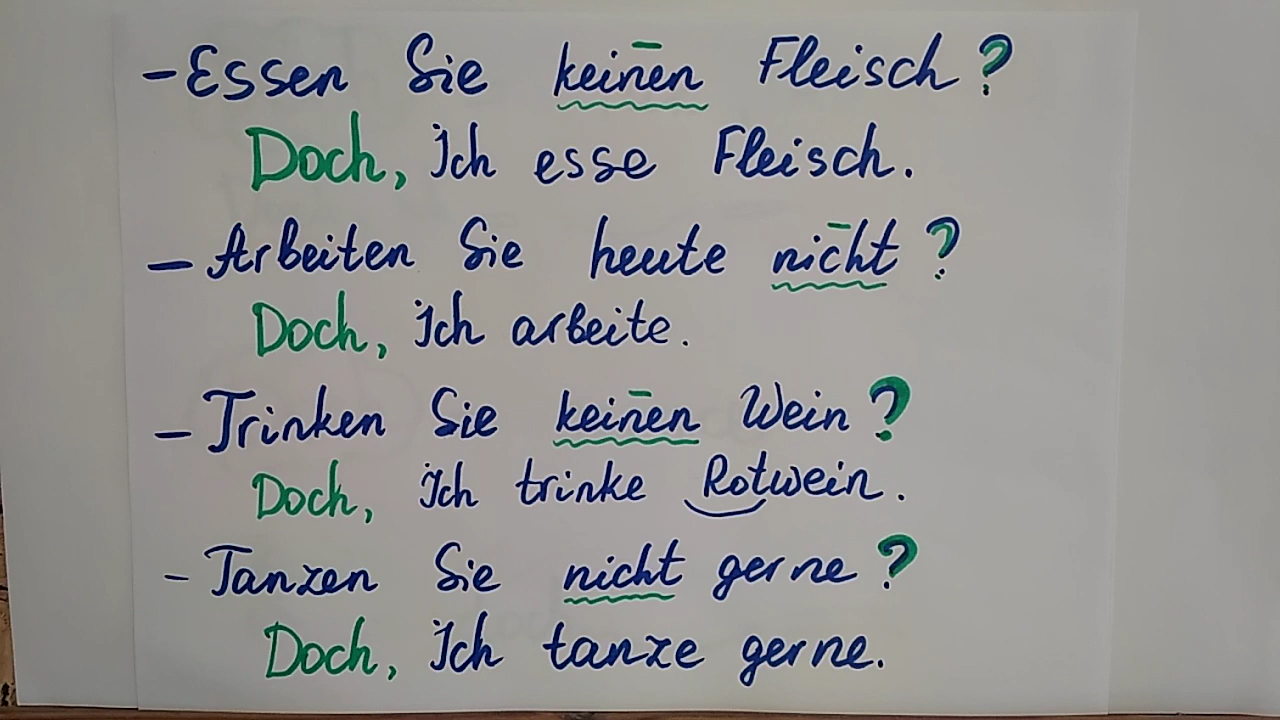 - Essen Sie keinen Fleisch?
Doch, Ich esse Fleisch.
- Arbeiten Sie heute nicht?
Doch, Ich arbeite.
- Trinken Sie keinen Wein?
Doch, Ich trinke Rotwein.
- Tanzen Sie nicht gerne?
Doch, Ich tanze gerne.